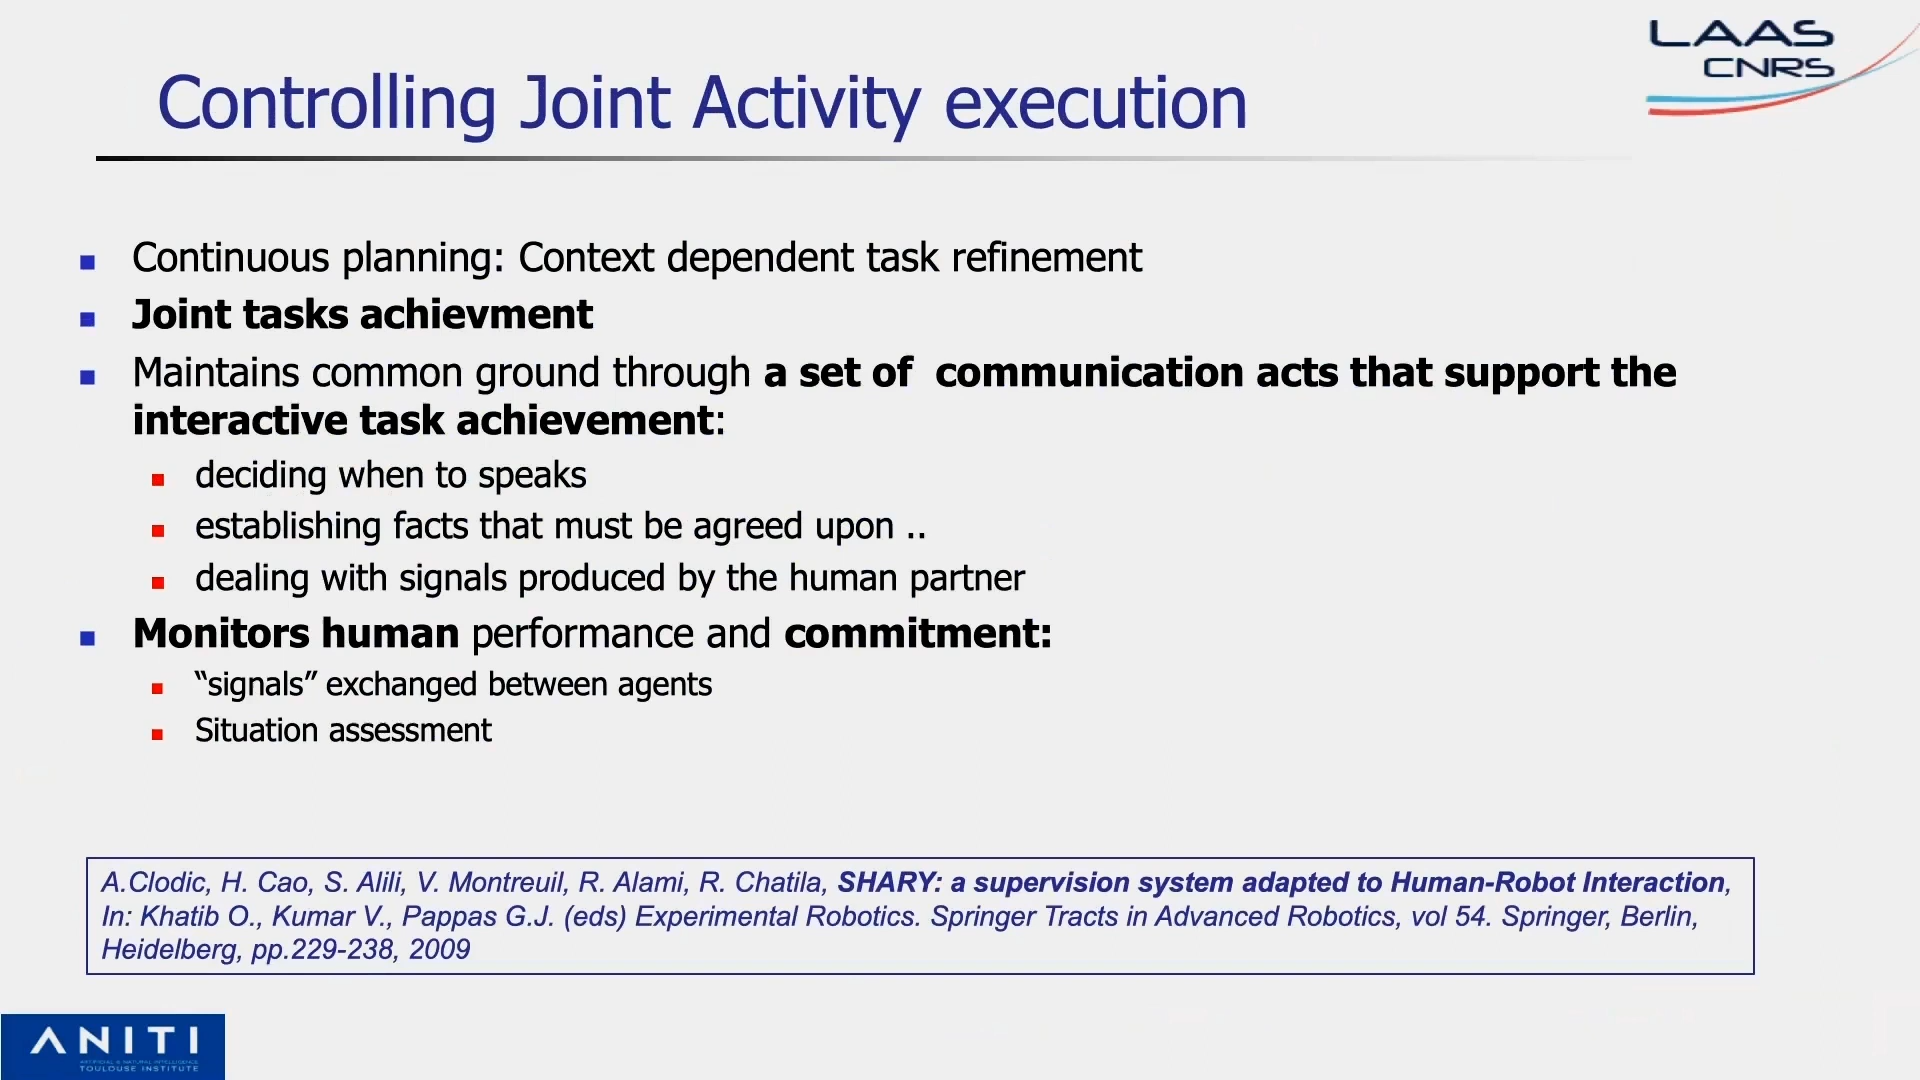 LAAS
CNRS
Controlling Joint Activity execution
Continuous planning: Context dependent task refinement
Joint tasks achievment
Maintains common ground through a set of  communication acts that support the
interactive task achievement:
deciding when to speaks
establishing facts that must be agreed upon ..
dealing with signals produced by the human partner
Monitors human performance and commitment:
“signals” exchanged between agents
Situation assessment
A.Clodic, H. Cao, S. Alili, V. Montreuil, R. Alami, R. Chatila, SHARY: a supervision system adapted to Human-Robot Interaction,
In: Khatib O., Kumar V., Pappas G.J. (eds) Experimental Robotics. Springer Tracts in Advanced Robotics, vol 54. Springer, Berlin,
Heidelberg, pp.229-238, 2009
ANITI
ARTIFICIAL & NATURAL INTELLIGENCE
TOULOUSE INSTITUTE